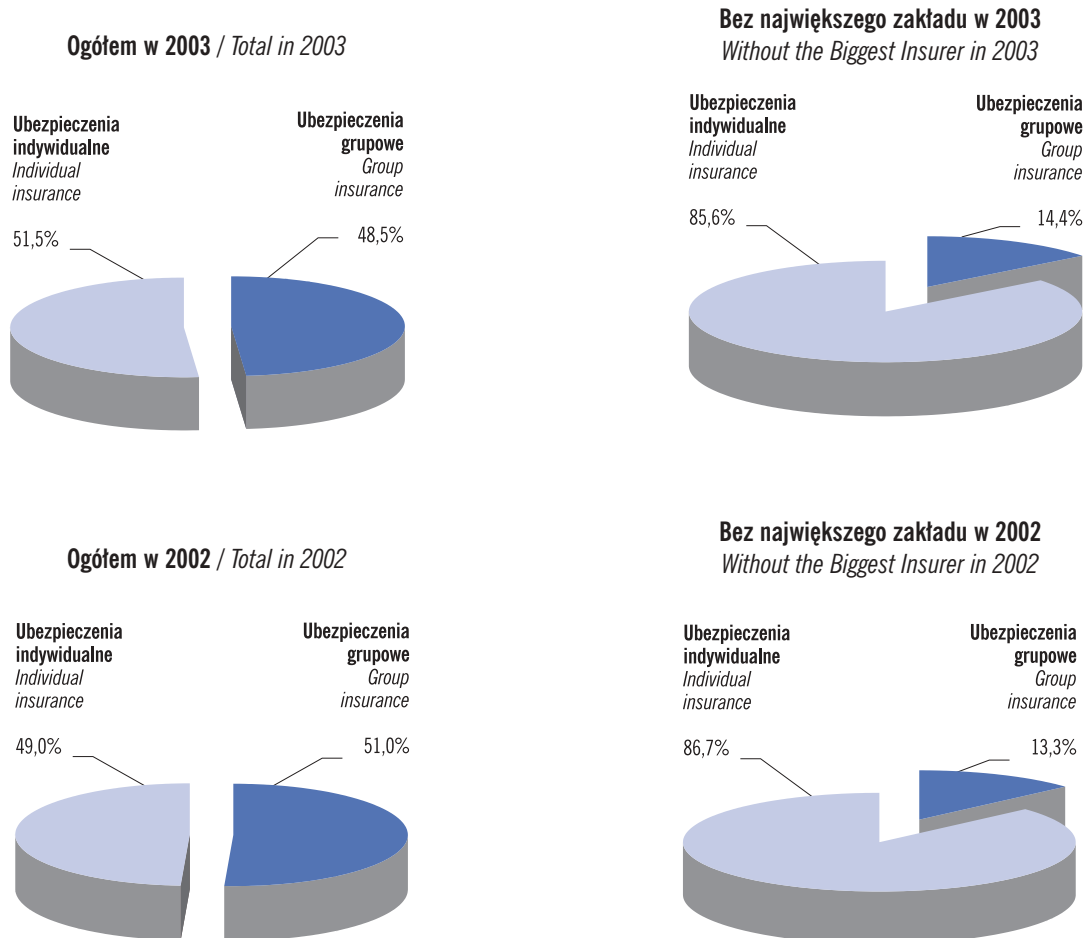 Ogółem w 2003 / Total in 2003
Ubezpieczenia
indywidualne
Individual
insurance
51,5%
Ubezpieczenia
grupowe
Group
insurance
48,5%
Bez największego zakładu w 2003
Without the Biggest Insurer in 2003
Ubezpieczenia
indywidualne
Individual
insurance
85,6%
Ubezpieczenia
grupowe
Group
insurance
14,4%
Ogółem w 2002 / Total in 2002
Ubezpieczenia
indywidualne
Individual
insurance
49,0%
Ubezpieczenia
grupowe
Group
insurance
51,0%
Bez największego zakładu w 2002
Without the Biggest Insurer in 2002
Ubezpieczenia
indywidualne
Individual
insurance
86,7%
Ubezpieczenia
grupowe
Group
insurance
13,3%